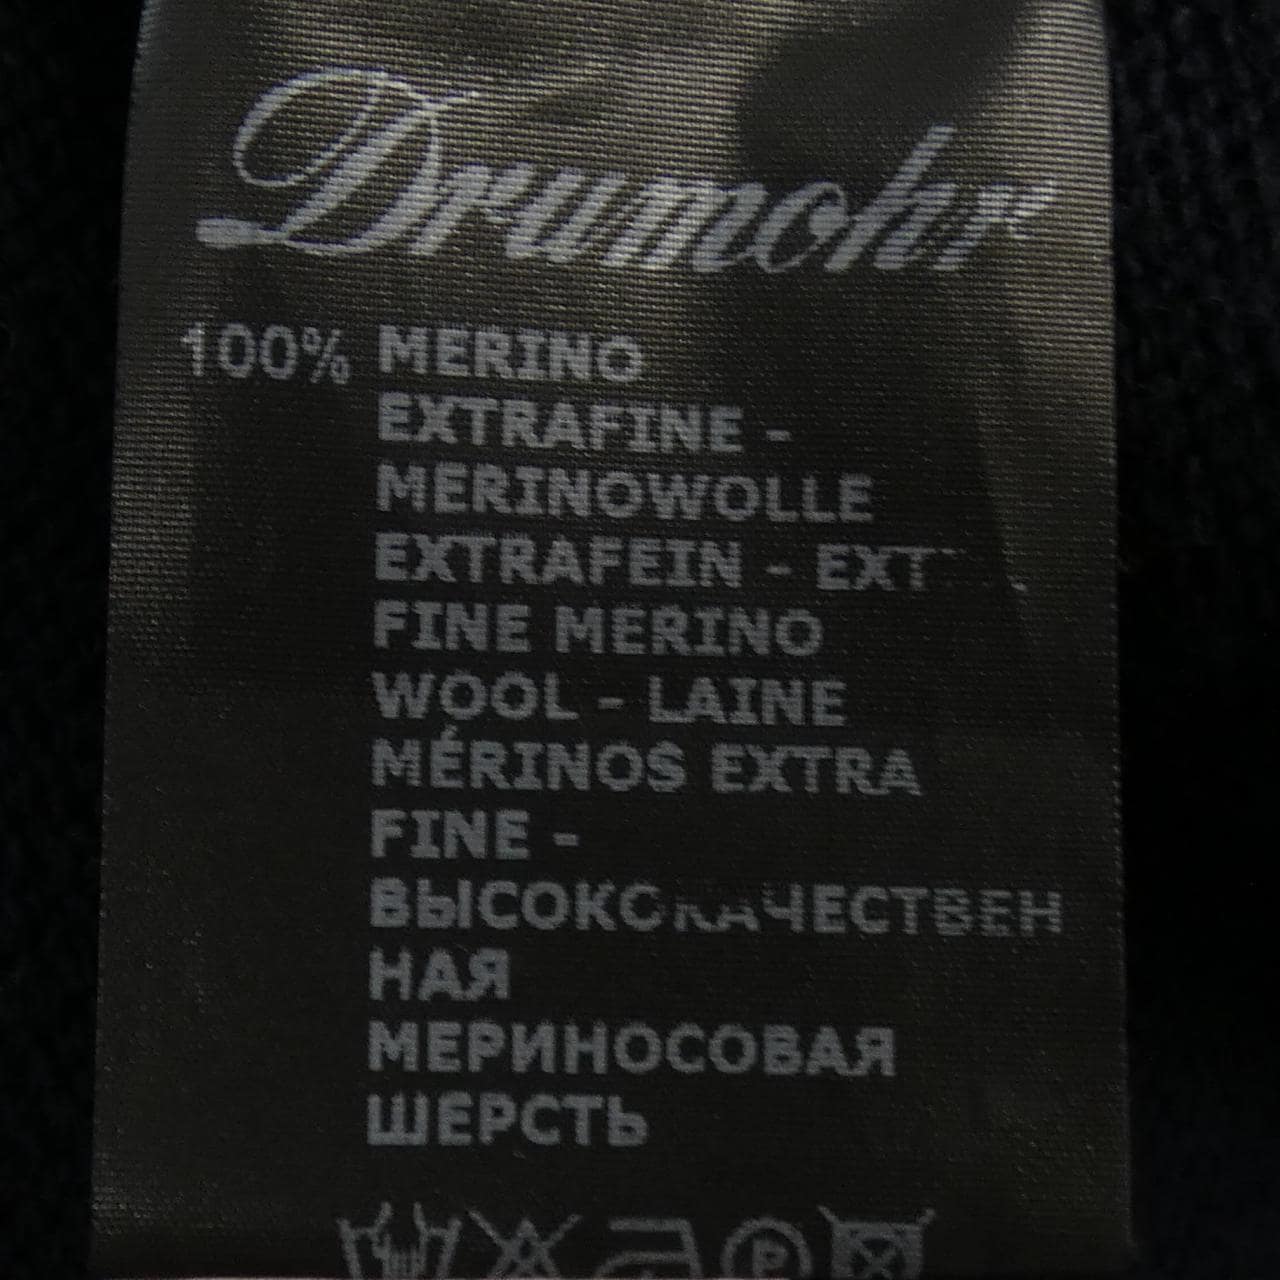 Drumohr
100% MERINO
EXTRAFINE -
MERINOWOLLE
EXTRAFEIN -
FINE MERINO
WOOL - LAINE
MÉRINOS EXTRA
FINE -
ВЫСОКОКАЧЕСТВЕН
НАЯ
МЕРИНОСОВАЯ
ШЕРСТЬ
P